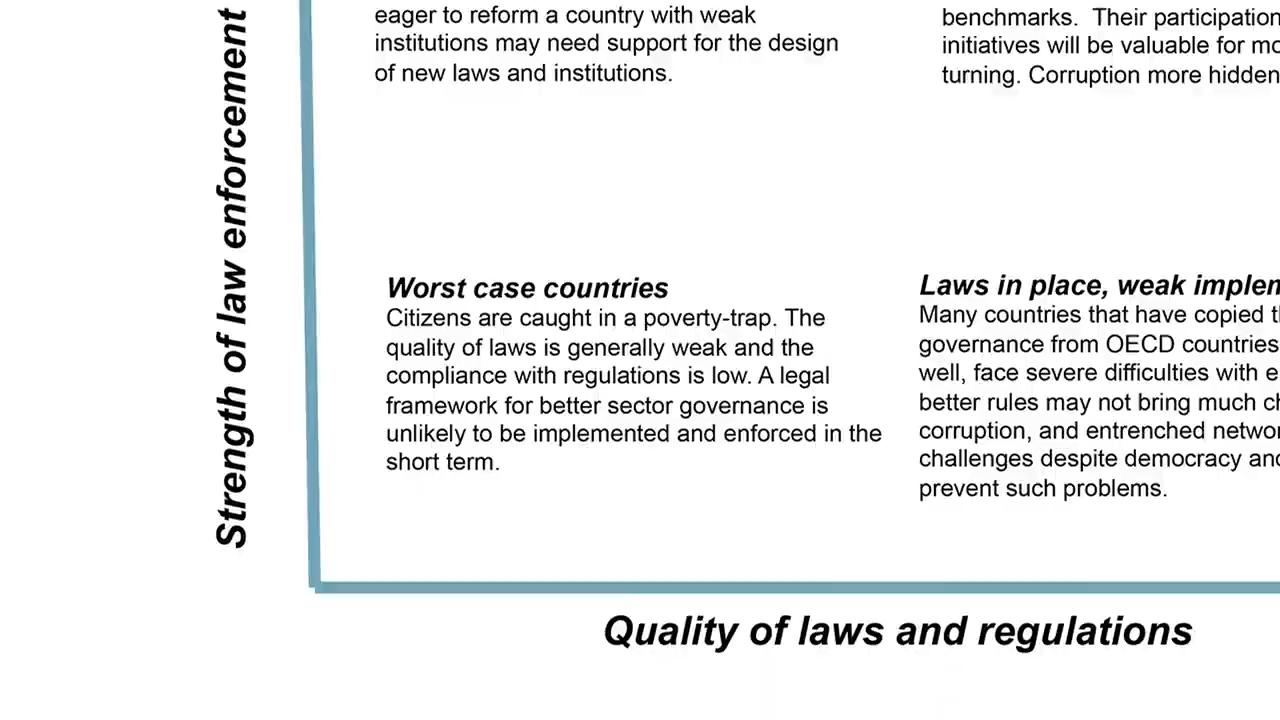 Strength of law enforcement
eager to reform a country with weak
institutions may need support for the design
of new laws and institutions.
benchmarks. Their participation
initiatives will be valuable for
turning. Corruption more hidden
Worst case countries
Citizens are caught in a poverty-trap. The
quality of laws is generally weak and the
compliance with regulations is low. A legal
framework for better sector governance is
unlikely to be implemented and enforced in the
short term.
Laws in place, weak
Many countries that have copied
governance from OECD countries
well, face severe difficulties with
better rules may not bring much
corruption, and entrenched
challenges despite democracy
prevent such problems.
Quality of laws and regulations